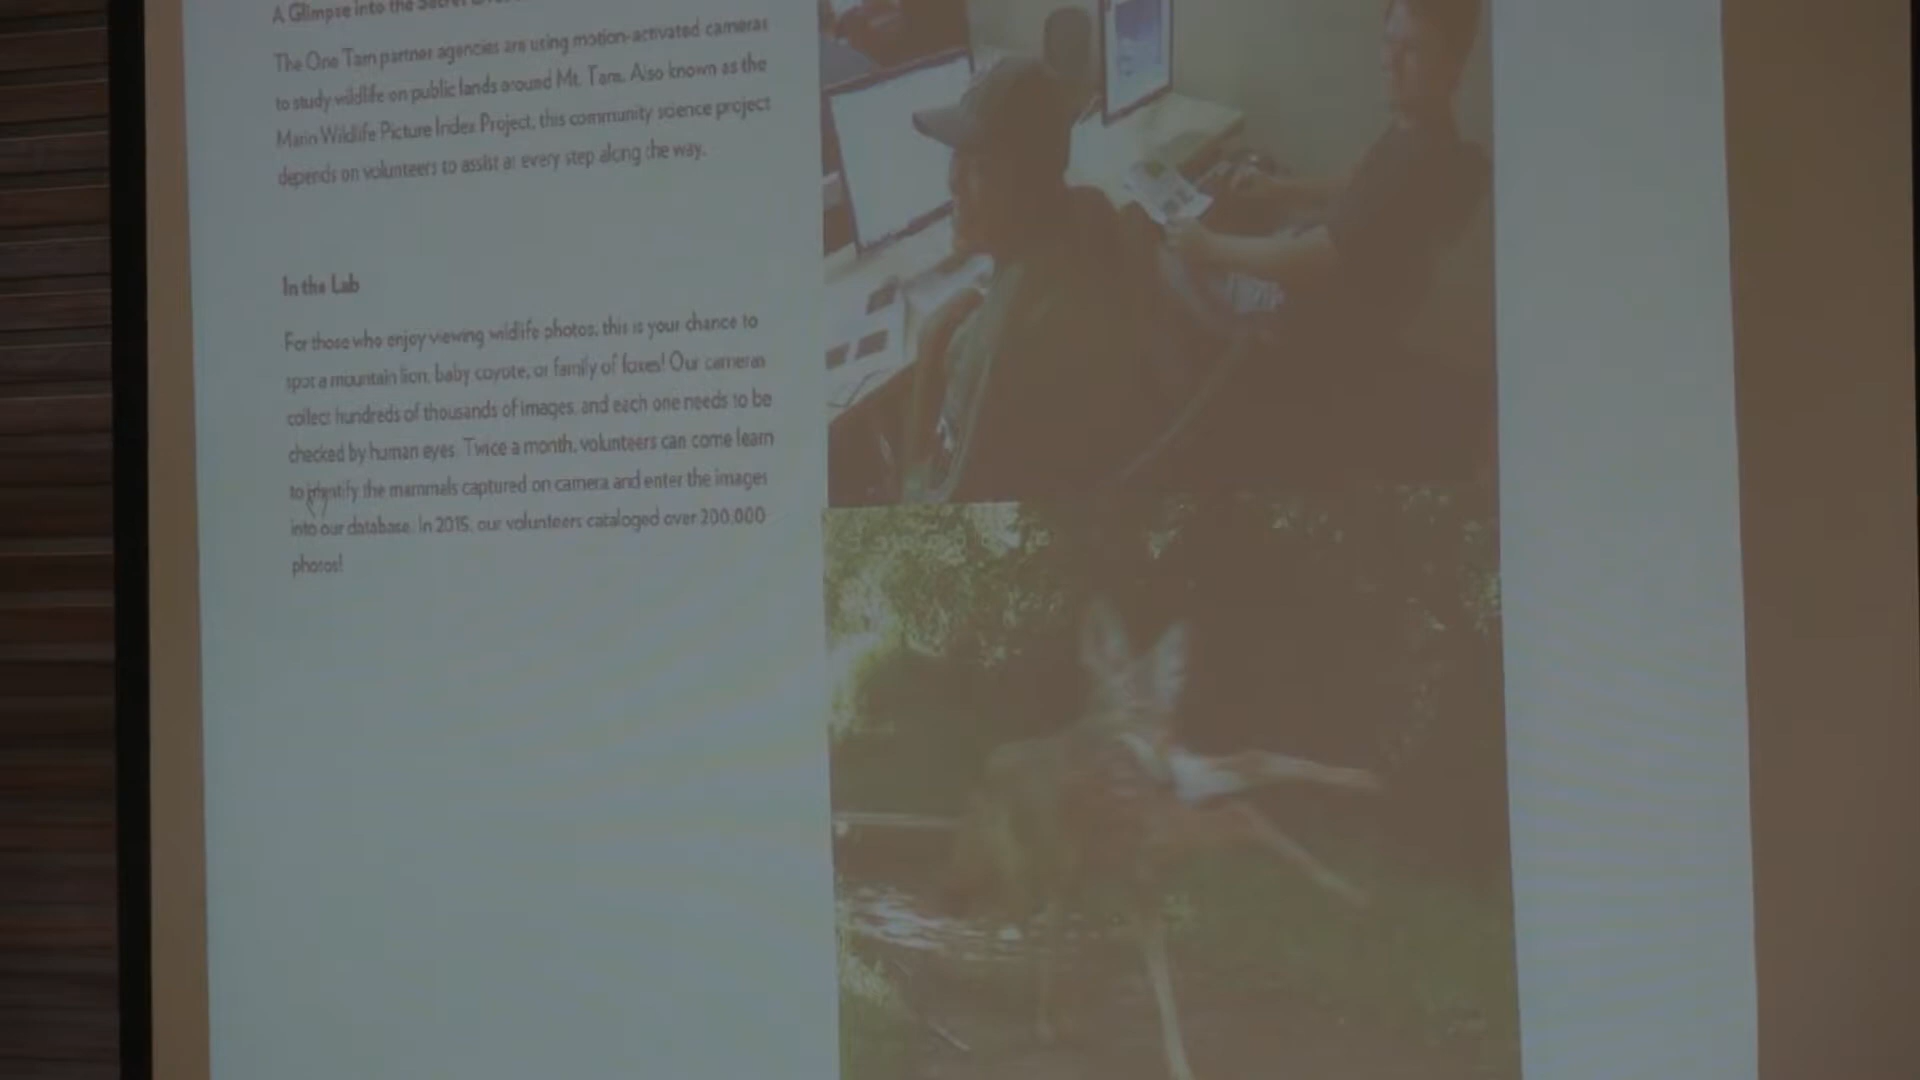 A Glimpse into the Secret
The One Tam partner agencies are using motion-activated cameras
to study wildlife on public lands around Mt. Tam. Also known as the
Marin Wildlife Picture Index Project, this community science project
depends on volunteers to assist at every step along the way.
In the Lab
For those who enjoy viewing wildlife photos, this is your chance to
spot a mountain lion, baby coyote, or family of foxes! Our cameras
collect hundreds of thousands of images, and each one needs to be
checked by human eyes. Twice a month, volunteers can come learn
to identify the mammals captured on camera and enter the images
into our database. In 2015, our volunteers cataloged over 200,000
photos!